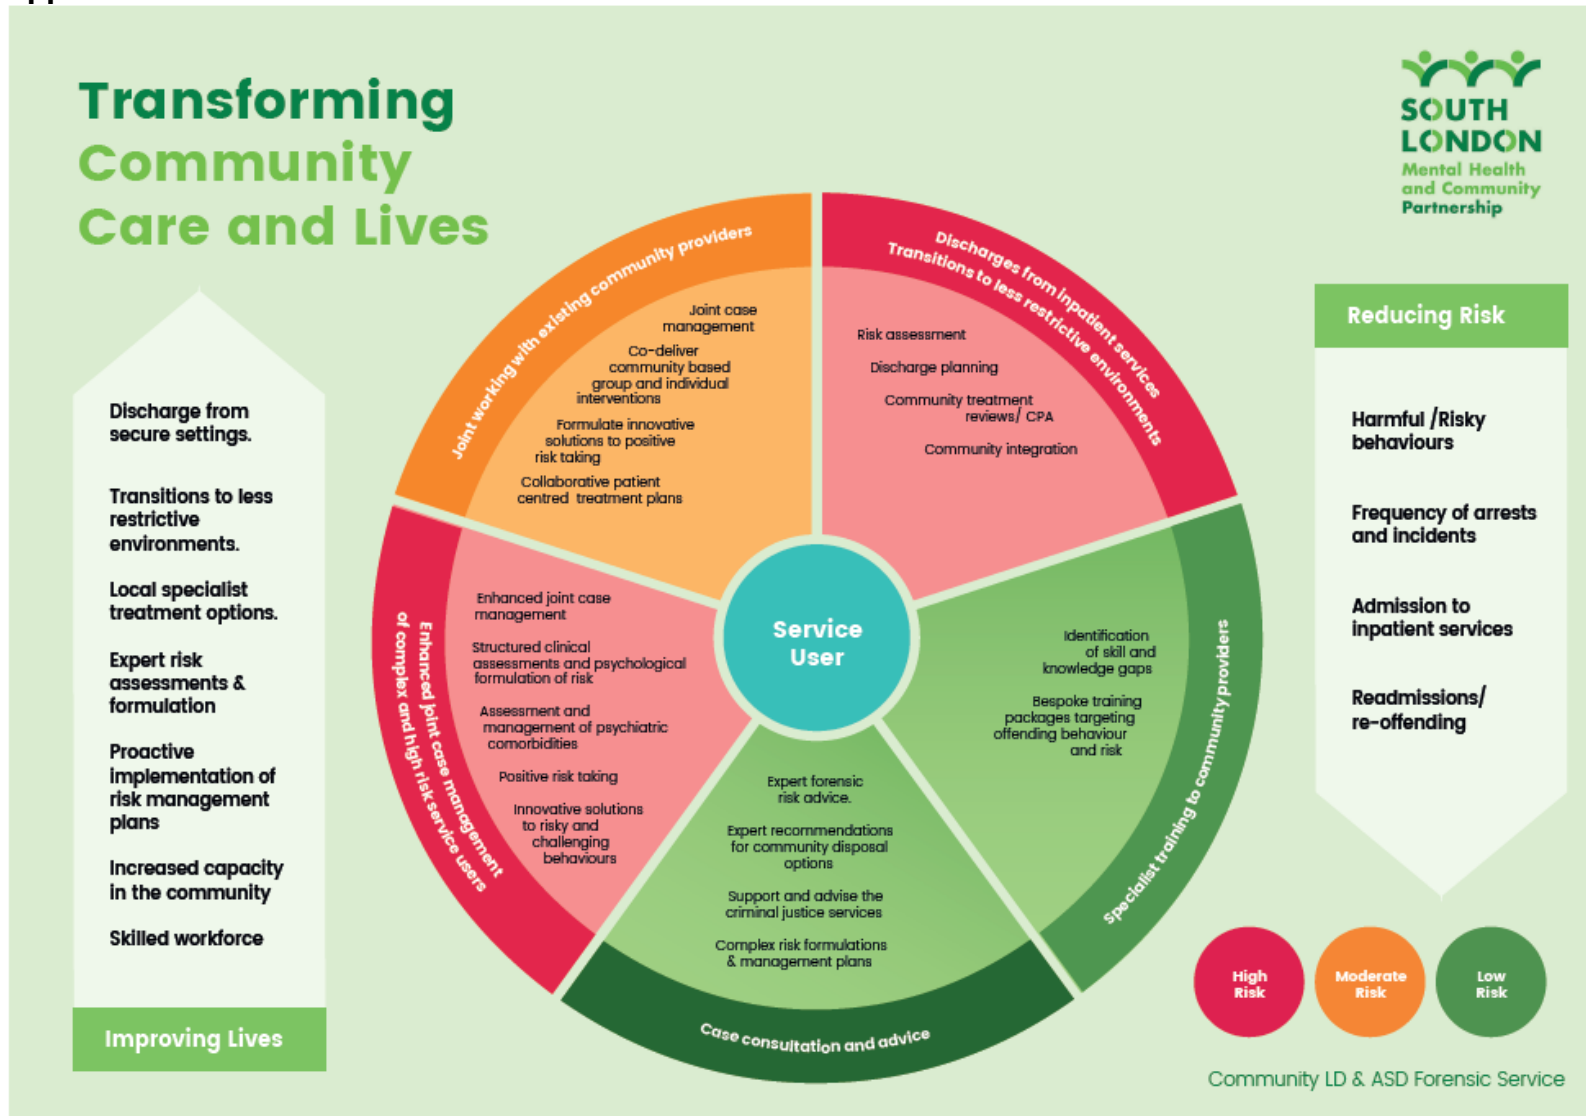 Transforming
Community
Care and Lives
SOUTH
LONDON
Mental Health
and Community
Partnership
Discharge from
secure settings.
Transitions to less
restrictive
environments.
Local specialist
treatment options.
Expert risk
assessments &
formulation
Proactive
implementation of
risk management
plans
Increased capacity
in the community
Skilled workforce
Improving Lives
Joint working with existing community providers
Joint case
management
Co-deliver
community based
group and individual
interventions
Formulate innovative
solutions to positive
risk taking
Collaborative patient
centred treatment plans
Discharges from inpatient services
Transitions to less restrictive environments
Risk assessment
Discharge planning
Community treatment
reviews/ CPA
Community integration
Enhanced joint case management
of complex and high risk service users
Enhanced joint case
management
Structured clinical
assessments and psychological
formulation of risk
Assessment and
management of psychiatric
comorbidities
Positive risk taking
Innovative solutions
to risky and
challenging
behaviours
Service
User
Specialist training to community providers
Identification
of skill and
knowledge gaps
Bespoke training
packages targeting
offending behaviour
and risk
Expert forensic
risk advice.
Expert recommendations
for community disposal
options
Support and advise the
criminal justice services
Complex risk formulations
& management plans
Case consultation and advice
Reducing Risk
Harmful /Risky
behaviours
Frequency of arrests
and incidents
Admission to
inpatient services
Readmissions/
re-offending
High
Risk
Moderate
Risk
Low
Risk
Community LD & ASD Forensic Service